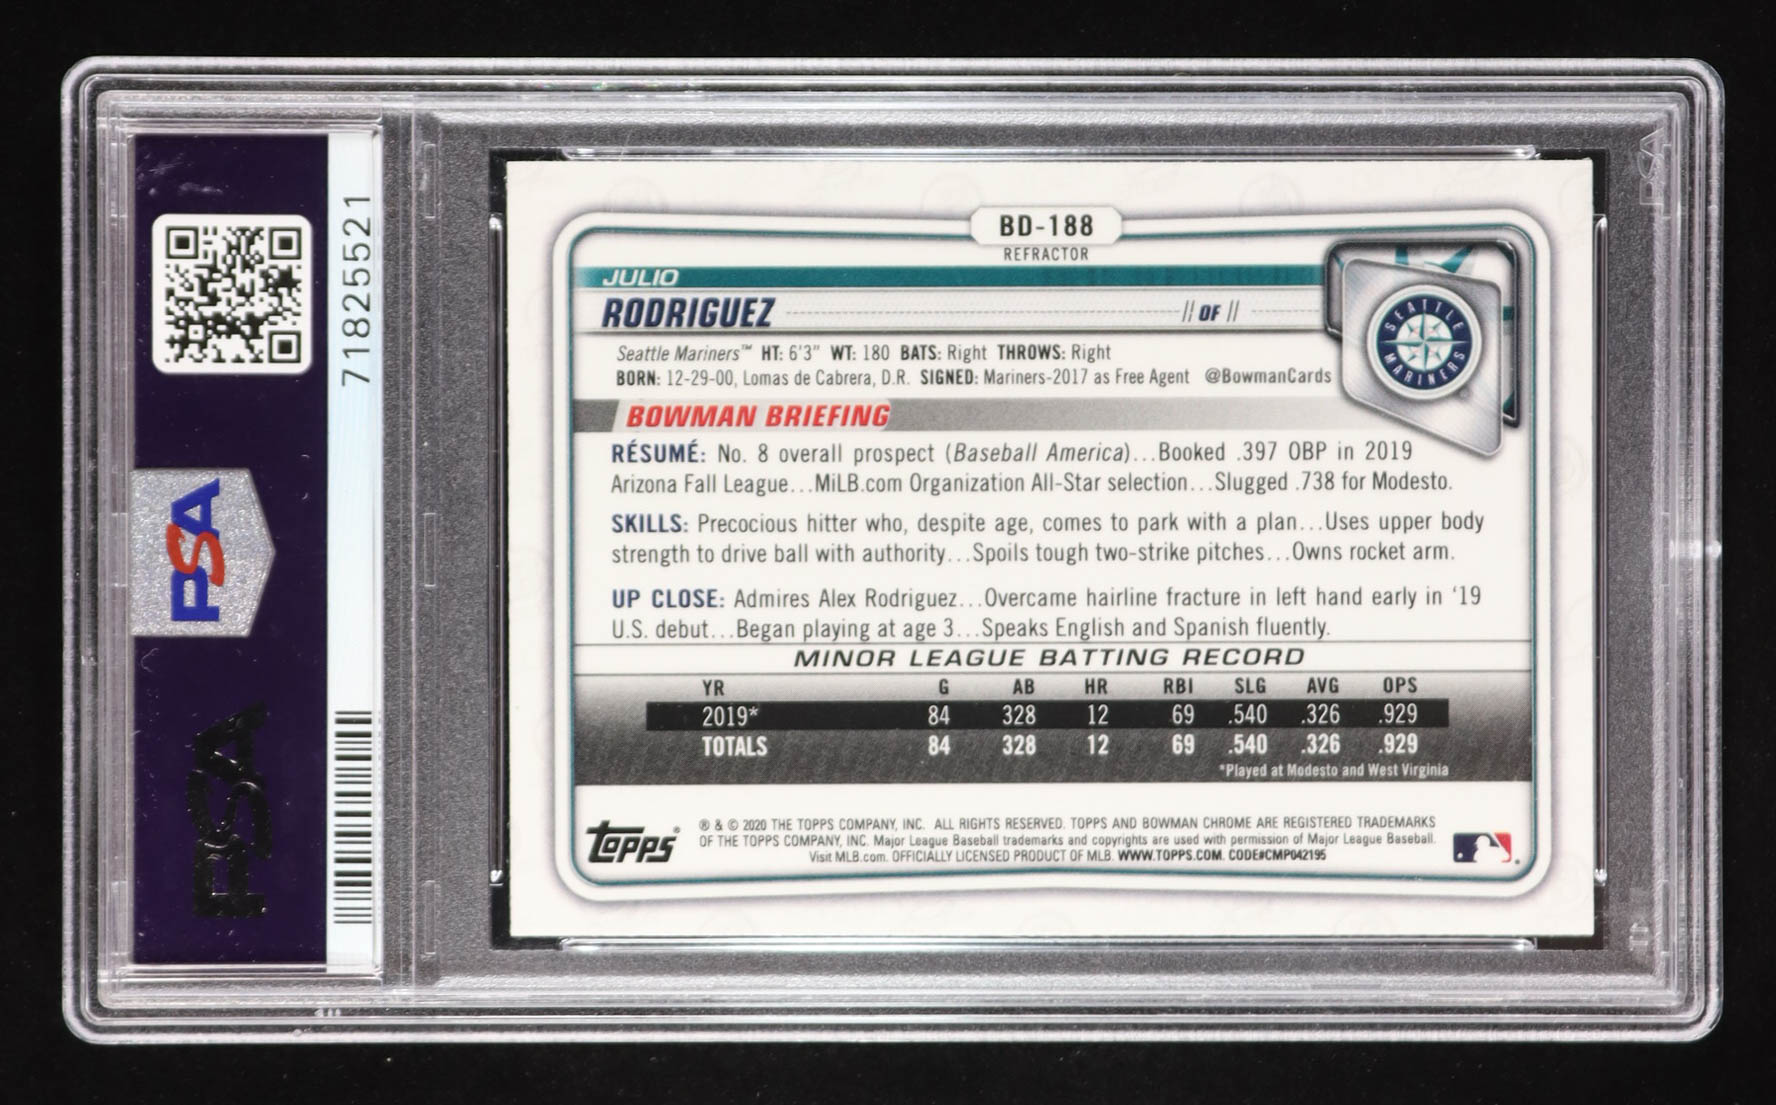 71825521
PSA
PSA
BD-188
REFRACTOR
JULIO
RODRIGUEZ // OF //
SEATTLE MARINERS
Seattle Mariners™ HT: 6'3" WT: 180 BATS: Right THROWS: Right
BORN: 12-29-00, Lomas de Cabrera, D.R. SIGNED: Mariners-2017 as Free Agent @BowmanCards
BOWMAN BRIEFING
RÉSUMÉ: No. 8 overall prospect (Baseball America)...Booked .397 OBP in 2019
Arizona Fall League...MiLB.com Organization All-Star selection...Slugged .738 for Modesto.
SKILLS: Precocious hitter who, despite age, comes to park with a plan...Uses upper body
strength to drive ball with authority...Spoils tough two-strike pitches...Owns rocket arm.
UP CLOSE: Admires Alex Rodriguez...Overcame hairline fracture in left hand early in '19
U.S. debut...Began playing at age 3...Speaks English and Spanish fluently.
MINOR LEAGUE BATTING RECORD
YR G AB HR RBI SLG AVG OPS
2019* 84 328 12 69 .540 .326 .929
TOTALS 84 328 12 69 .540 .326 .929
*Played at Modesto and West Virginia
topps®
® & © 2020 THE TOPPS COMPANY, INC. ALL RIGHTS RESERVED. TOPPS AND BOWMAN CHROME ARE REGISTERED TRADEMARKS
OF THE TOPPS COMPANY, INC. Major League Baseball trademarks and copyrights are used with permission of Major League Baseball.
Visit MLB.com. OFFICIALLY LICENSED PRODUCT OF MLB. WWW.TOPPS.COM. CODE#CMP042195
PSA